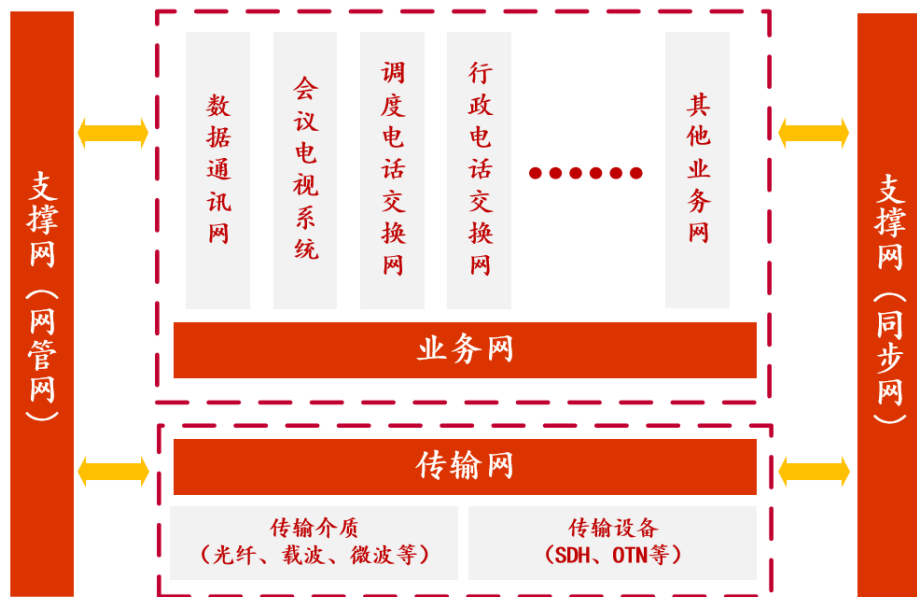 支撑网（网管网）
数据通讯网
会议电视系统
调度电话交换网
行政电话交换网
••••••
其他业务网
业务网
传输网
传输介质
（光纤、载波、微波等）
传输设备
（SDH、OTN等）
支撑网（同步网）